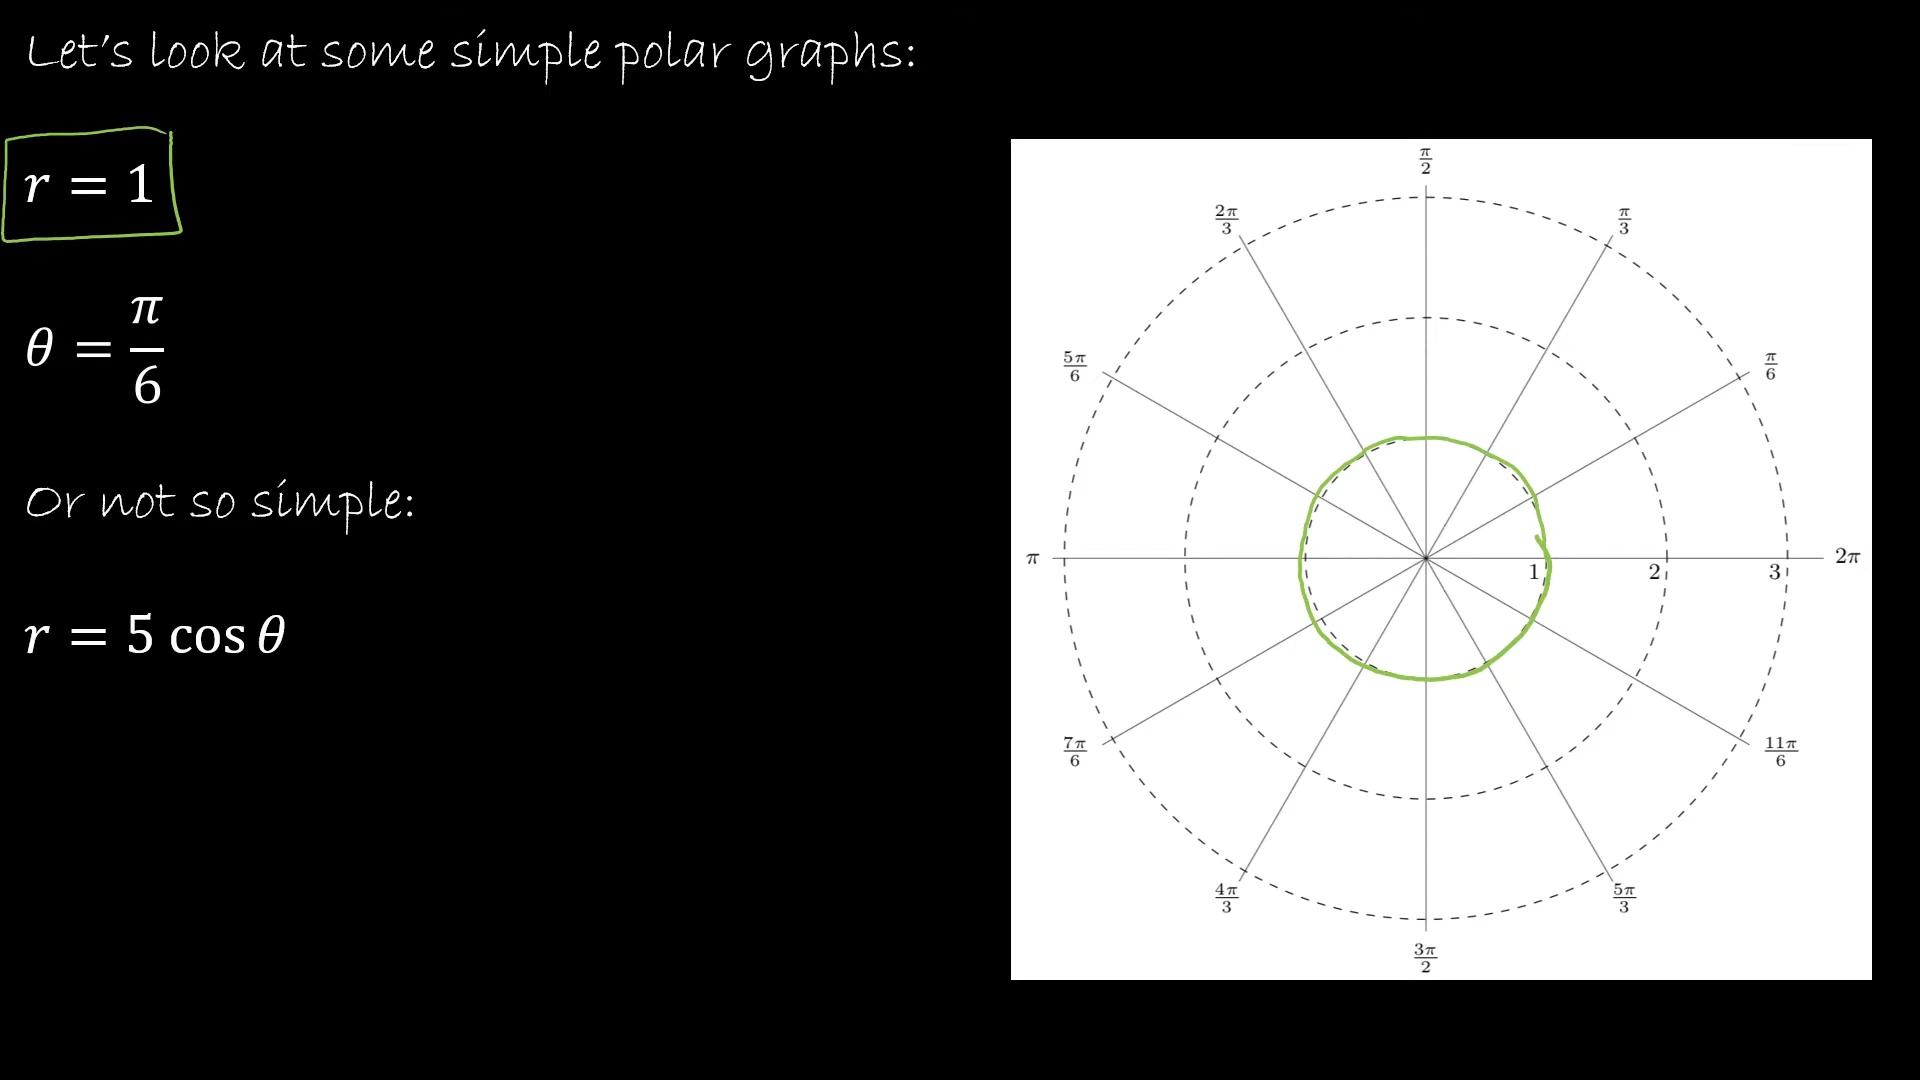 Let's look at some simple polar graphs:
r = 1
θ = π/6
Or not so simple:
r = 5 cos θ
π/2
2π/3
π/3
5π/6
π/6
π
1
2
3
2π
7π/6
11π/6
4π/3
5π/3
3π/2